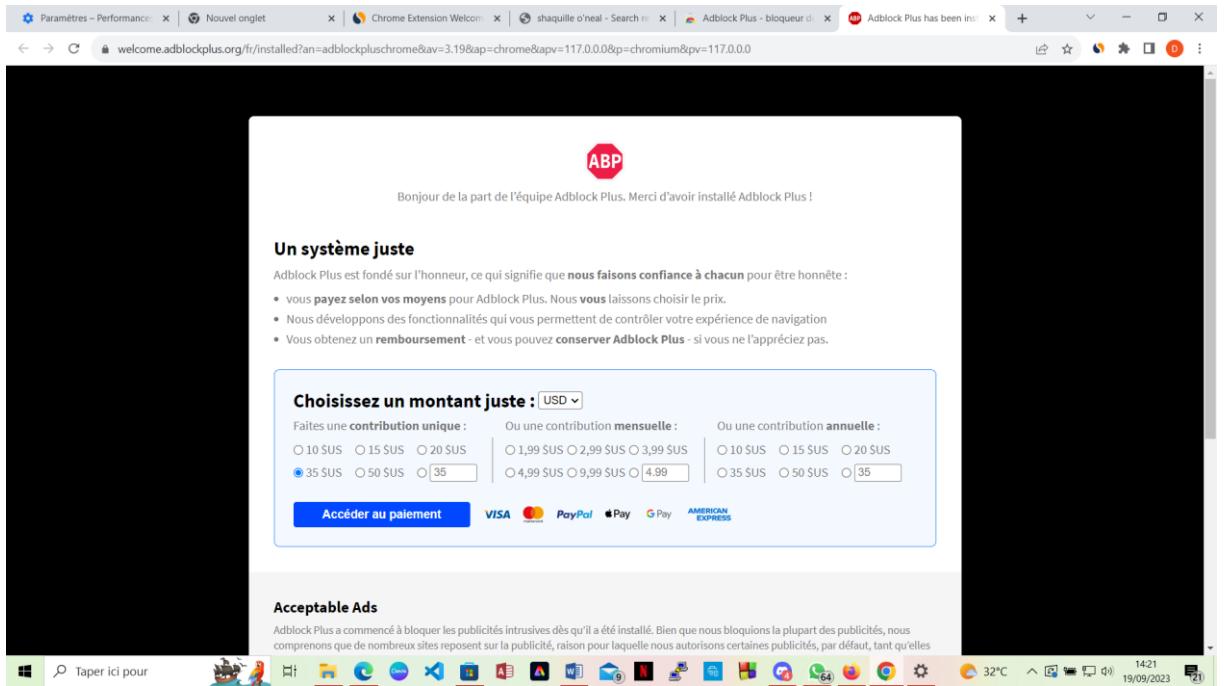 Paramètres – Performances
Nouvel onglet
Chrome Extension Welcom
shaquille o'neal - Search re
Adblock Plus - bloqueur de
Adblock Plus has been inst
welcome.adblockplus.org/fr/installed?an=adblockpluschrome&av=3.19&ap=chrome&apv=117.0.0.0&p=chromium&pv=117.0.0.0
D
ABP
Bonjour de la part de l'équipe Adblock Plus. Merci d'avoir installé Adblock Plus !
Un système juste
Adblock Plus est fondé sur l'honneur, ce qui signifie que nous faisons confiance à chacun pour être honnête :
• vous payez selon vos moyens pour Adblock Plus. Nous vous laissons choisir le prix.
• Nous développons des fonctionnalités qui vous permettent de contrôler votre expérience de navigation
• Vous obtenez un remboursement - et vous pouvez conserver Adblock Plus - si vous ne l'appréciez pas.
Choisissez un montant juste : USD
Faites une contribution unique : Ou une contribution mensuelle : Ou une contribution annuelle :
10 $US 15 $US 20 $US 1,99 $US 2,99 $US 3,99 $US 10 $US 15 $US 20 $US
35 $US 50 $US 35 4,99 $US 9,99 $US 4.99 35 $US 50 $US 35
Accéder au paiement VISA mastercard PayPal Pay G Pay AMERICAN EXPRESS
Acceptable Ads
Adblock Plus a commencé à bloquer les publicités intrusives dès qu'il a été installé. Bien que nous bloquions la plupart des publicités, nous
comprenons que de nombreux sites reposent sur la publicité, raison pour laquelle nous autorisons certaines publicités, par défaut, tant qu'elles
Taper ici pour
9
64
32°C
14:21
19/09/2023
21